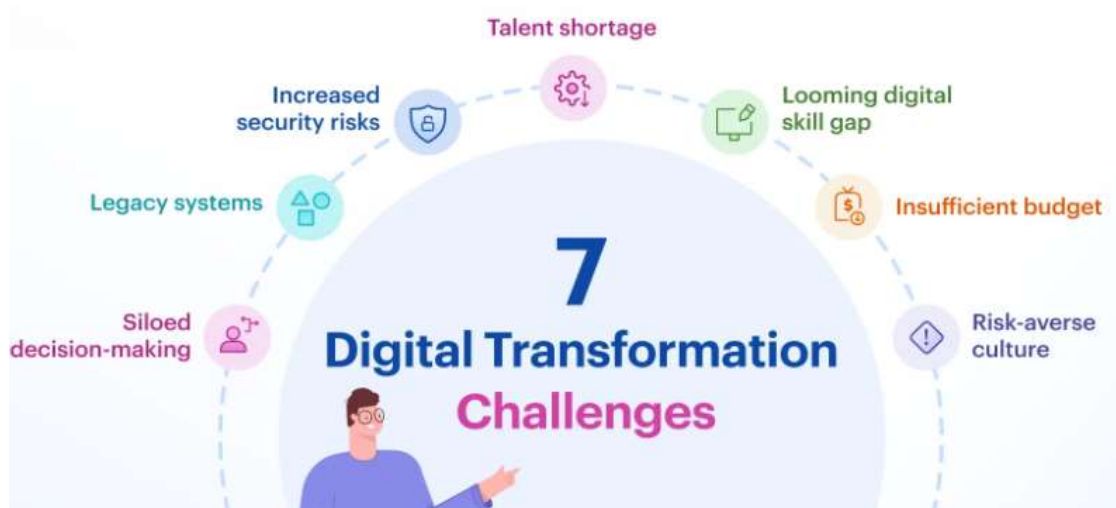 Talent shortage
Increased
security risks
Looming digital
skill gap
Legacy systems
Insufficient budget
7
Siloed
decision-making
Digital Transformation
Risk-averse
culture
Challenges